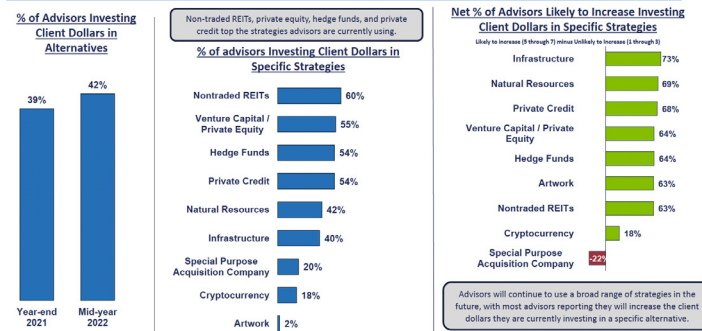 % of Advisors Investing
Client Dollars in
Alternatives
39%
42%
Year-end
2021
Mid-year
2022
Non-traded REITs, private equity, hedge funds, and private
credit top the strategies advisors are currently using.
% of advisors Investing Client Dollars in
Specific Strategies
Nontraded REITs 60%
Venture Capital /
Private Equity 55%
Hedge Funds 54%
Private Credit 54%
Natural Resources 42%
Infrastructure 40%
Special Purpose
Acquisition Company 20%
Cryptocurrency 18%
Artwork 2%
Net % of Advisors Likely to Increase Investing
Client Dollars in Specific Strategies
Likely to Increase (5 through 7) minus Unlikely to Increase (1 through 3)
Infrastructure 73%
Natural Resources 69%
Private Credit 68%
Venture Capital / Private
Equity 64%
Hedge Funds 64%
Artwork 63%
Nontraded REITs 63%
Cryptocurrency 18%
Special Purpose
Acquisition Company -22%
Advisors will continue to use a broad range of strategies in the
future, with most advisors reporting they will increase the client
dollars they are currently investing in a specific alternative.